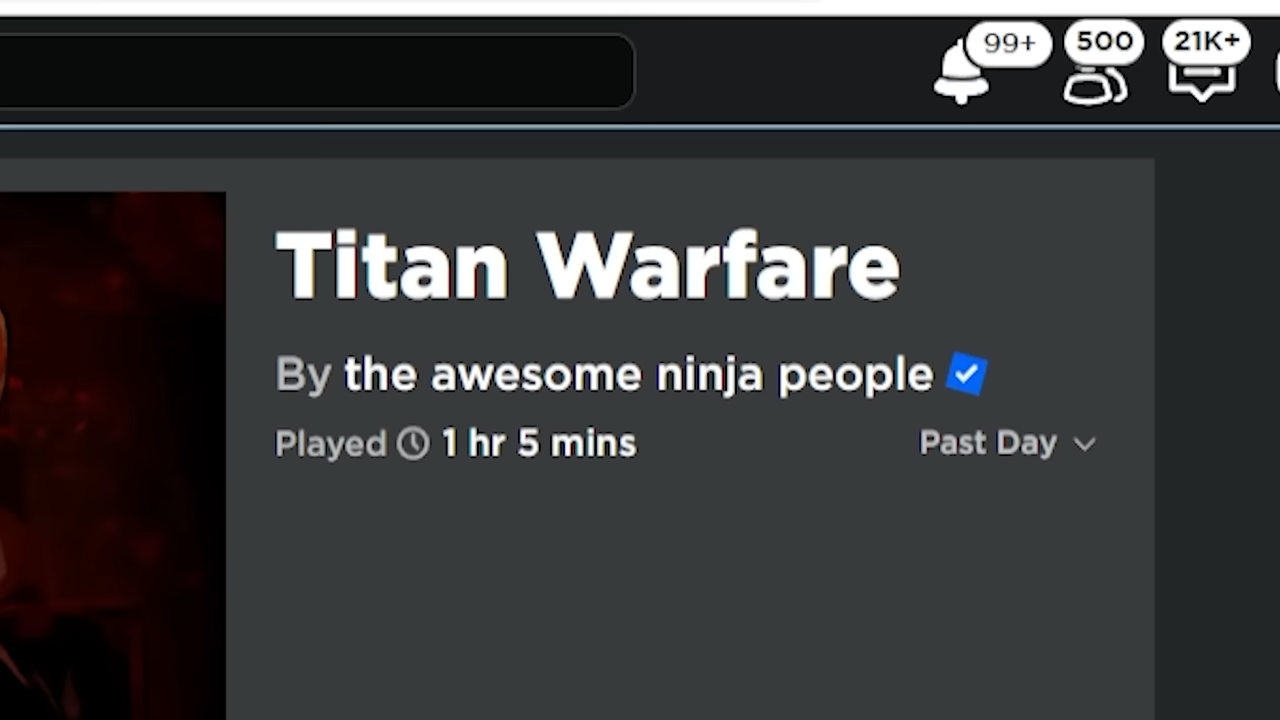 99+ 500 21K+
Titan Warfare
By the awesome ninja people
Played 1 hr 5 mins Past Day